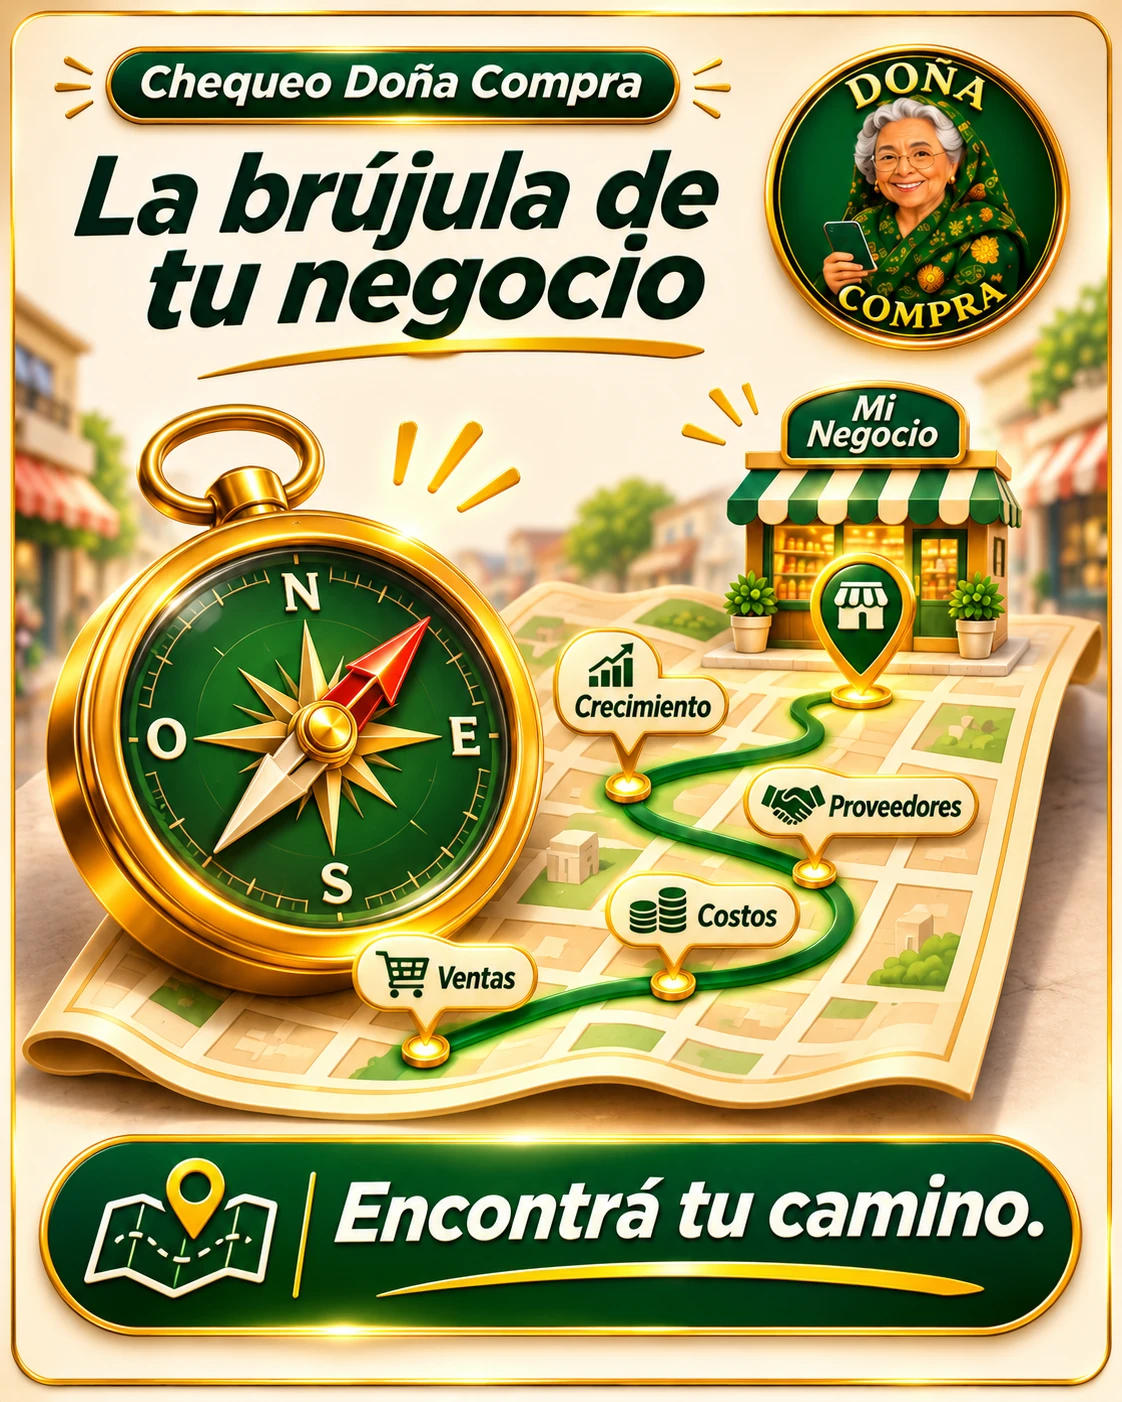 Chequeo Doña Compra
DOÑA
COMPRA
La brújula de
tu negocio
Mi
Negocio
N
O
E
S
Crecimiento
Proveedores
Costos
Ventas
Encontrá tu camino.